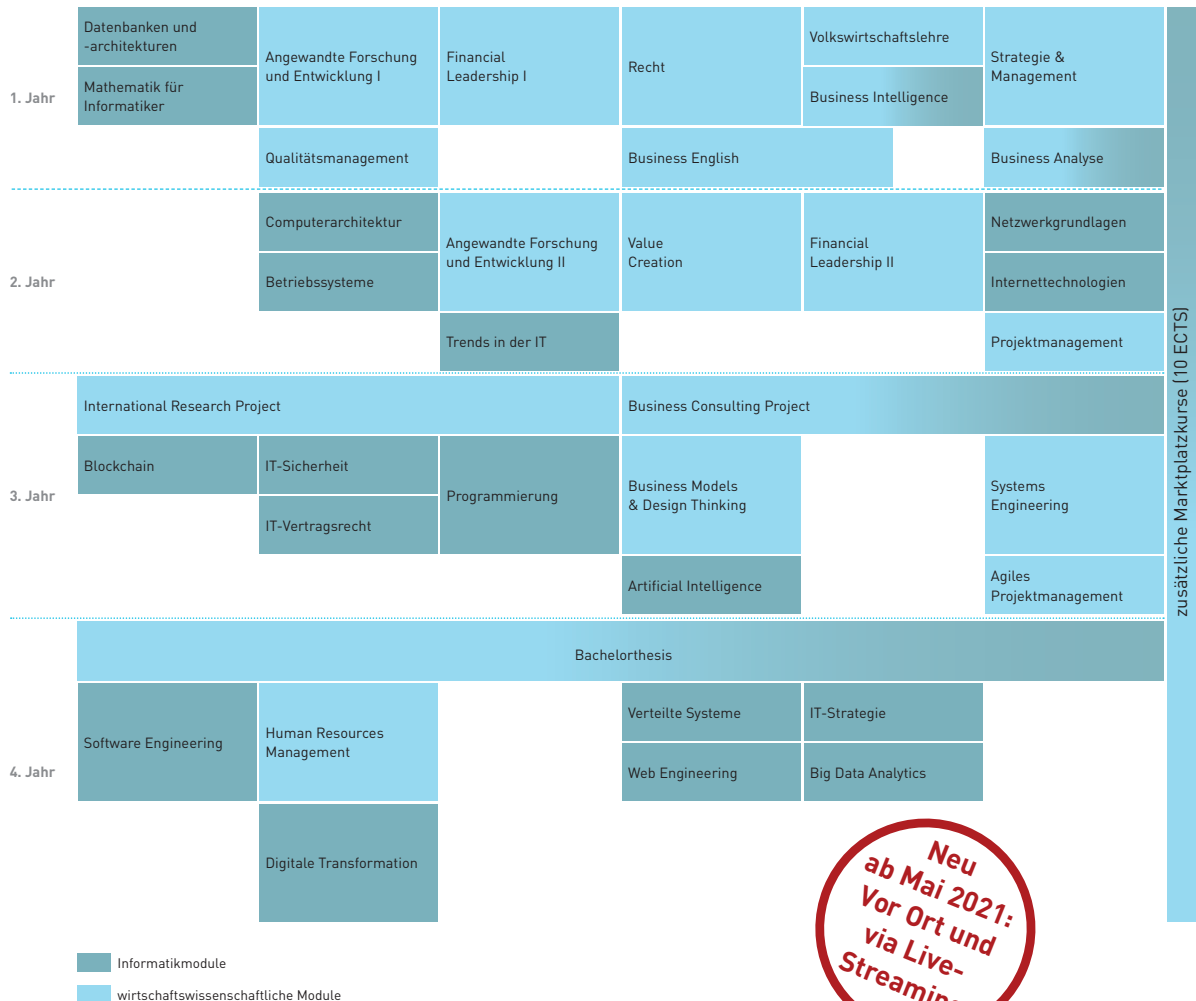 Datenbanken und
-architekturen
Mathematik für
Informatiker
Angewandte Forschung
und Entwicklung I
Financial
Leadership I
Recht
Volkswirtschaftslehre
Business Intelligence
Strategie &
Management
1. Jahr
Qualitätsmanagement
Business English
Business Analyse
Computerarchitektur
Betriebssysteme
Angewandte Forschung
und Entwicklung II
Value
Creation
Financial
Leadership II
Netzwerkgrundlagen
Internettechnologien
2. Jahr
Trends in der IT
Projektmanagement
International Research Project
Business Consulting Project
Blockchain
IT-Sicherheit
IT-Vertragsrecht
Programmierung
Business Models
& Design Thinking
Systems
Engineering
3. Jahr
Artificial Intelligence
Agiles
Projektmanagement
Bachelorthesis
Software Engineering
Human Resources
Management
Verteilte Systeme
IT-Strategie
Web Engineering
Big Data Analytics
4. Jahr
Digitale Transformation
zusätzliche Marktplatzkurse (10 ECTS)
Neu
ab Mai 2021:
Vor Ort und
via Live-
Streaming
Informatikmodule
wirtschaftswissenschaftliche Module